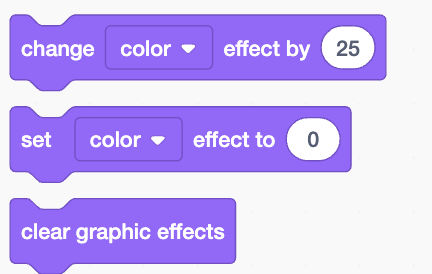 change color effect by 25
set color effect to 0
clear graphic effects